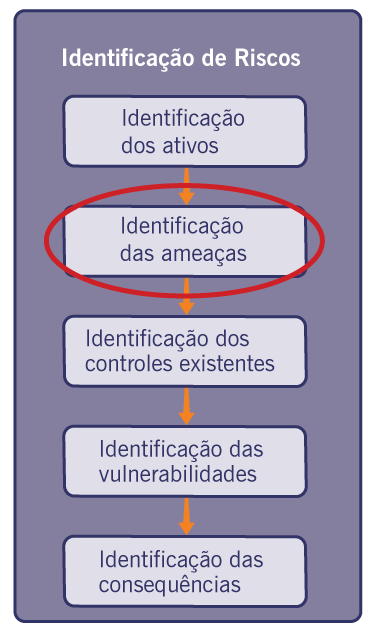 Identificação de Riscos
Identificação
dos ativos
Identificação
das ameaças
Identificação dos
controles existentes
Identificação das
vulnerabilidades
Identificação das
consequências